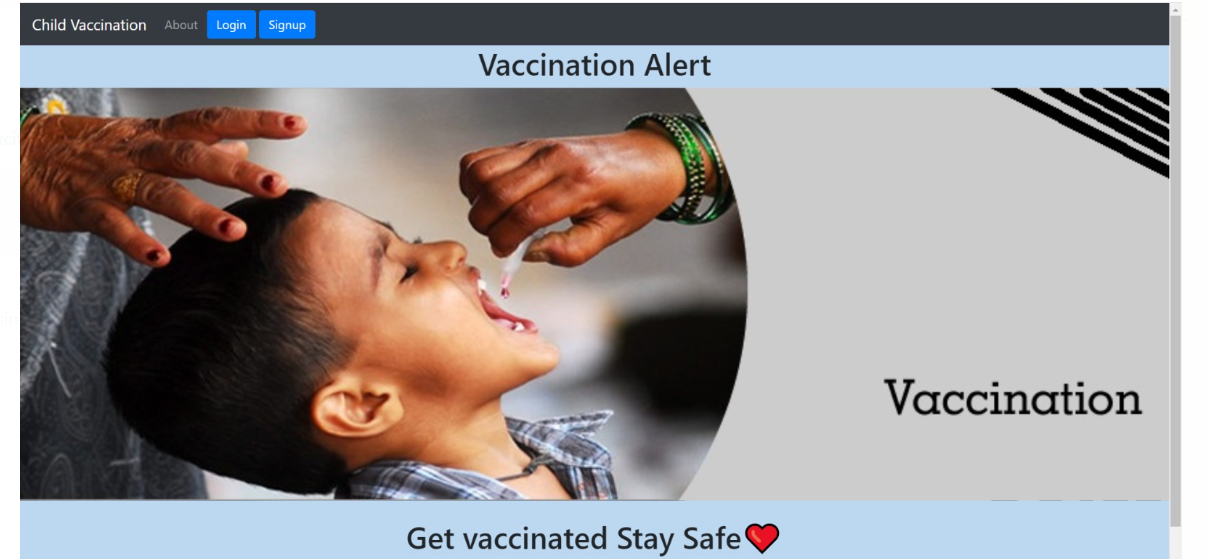 Child Vaccination About Login Signup
Vaccination Alert
Vaccination
Get vaccinated Stay Safe❤️